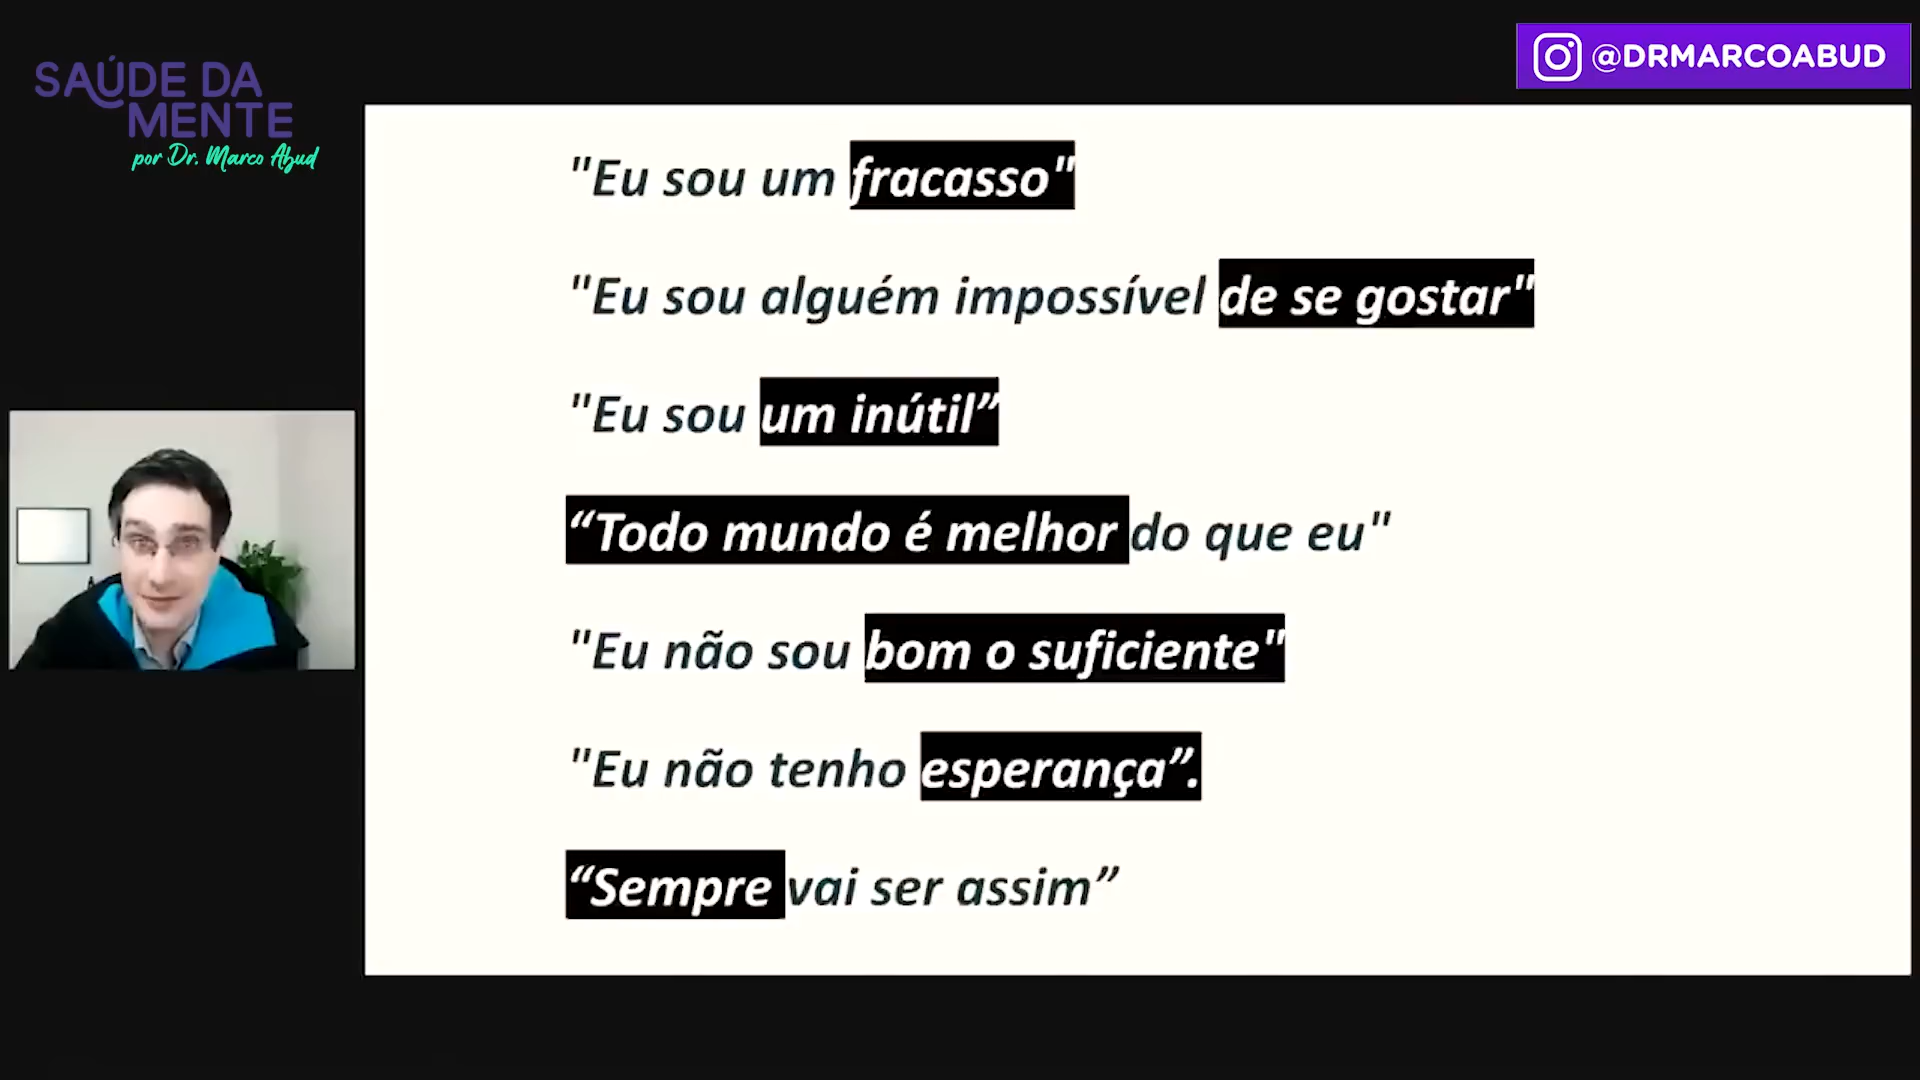 SAÚDE DA
MENTE
por Dr. Marco Abud
@DRMARCOABUD
"Eu sou um fracasso"
"Eu sou alguém impossível de se gostar"
"Eu sou um inútil”
“Todo mundo é melhor do que eu"
"Eu não sou bom o suficiente"
"Eu não tenho esperança”.
“Sempre vai ser assim”